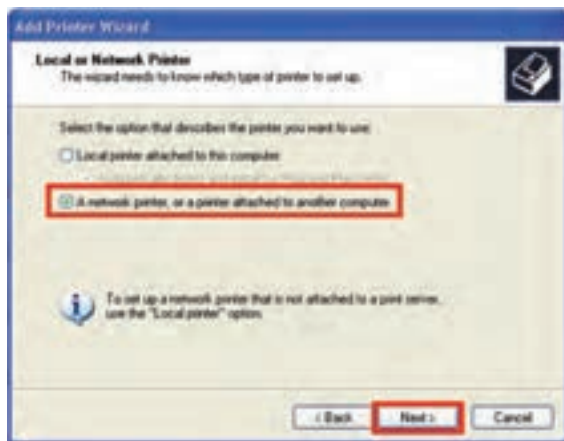 Add Printer Wizard
Local or Network Printer
The wizard needs to know which type of printer to set up.
Select the option that describes the printer you want to use:
Local printer attached to this computer
A network printer, or a printer attached to another computer
To set up a network printer that is not attached to a print server,
use the "Local printer" option.
< Back
Next >
Cancel